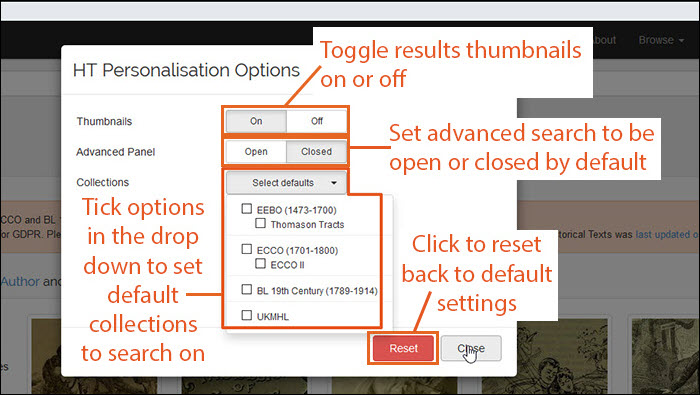 About Browse
Toggle results thumbnails
on or off
HT Personalisation Options
Thumbnails On Off
Set advanced search to be
open or closed by default
Advanced Panel Open Closed
Collections Select defaults
Tick options
in the drop
down to set
default
collections
to search on
EEBO (1473-1700)
Thomason Tracts
ECCO (1701-1800)
ECCO II
BL 19th Century (1789-1914)
UKMHL
Click to reset
back to default
settings
CCO and BL
or GDPR. Ple
torical Texts was last updated o
Author and
Reset Close